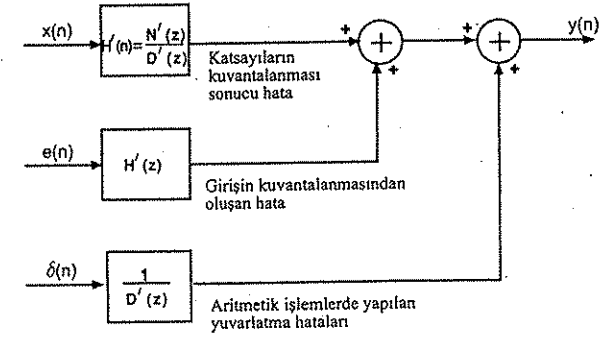 x(n)
H′(n)= N′(z)
D′(z)
Katsayıların
kuvantalanması
sonucu hata
+
+
+
+
+
+
y(n)
e(n)
H′(z)
Girişin kuvantalanmasından
oluşan hata
δ(n)
1
D′(z)
Aritmetik işlemlerde yapılan
yuvarlatma hataları